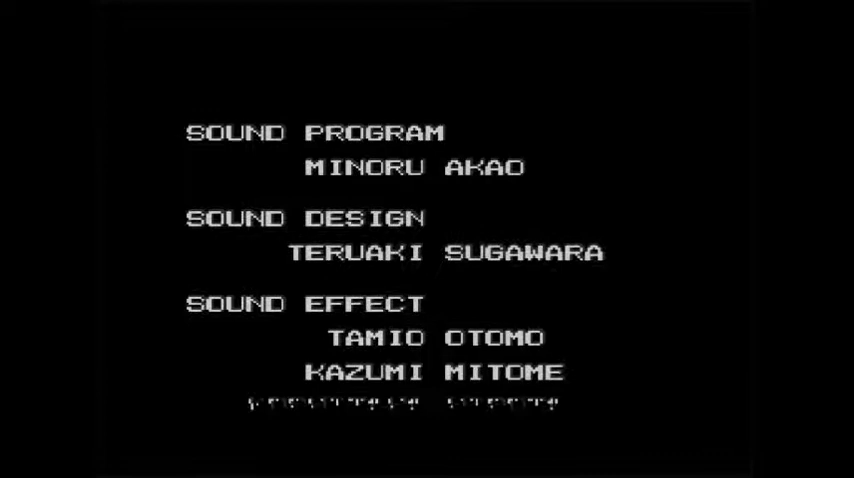 SOUND PROGRAM
MINORU AKAO
SOUND DESIGN
TERUAKI SUGAWARA
SOUND EFFECT
TAMIO OTOMO
KAZUMI MITOME